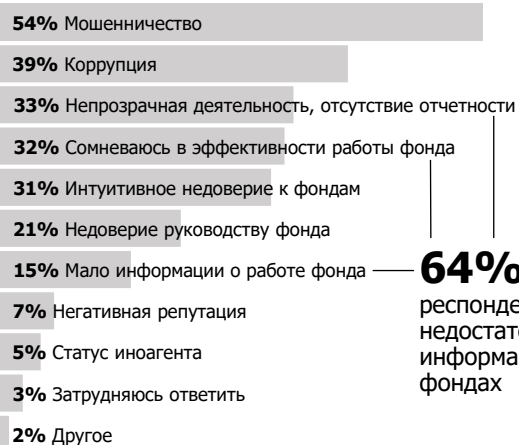 54% Мошенничество
39% Коррупция
33% Непрозрачная деятельность, отсутствие отчетности
32% Сомневаюсь в эффективности работы фонда
31% Интуитивное недоверие к фондам
21% Недоверие руководству фонда
15% Мало информации о работе фонда
64%
фондах
7% Негативная репутация
5% Статус иноагента
3% Затрудняюсь ответить
2% Другое